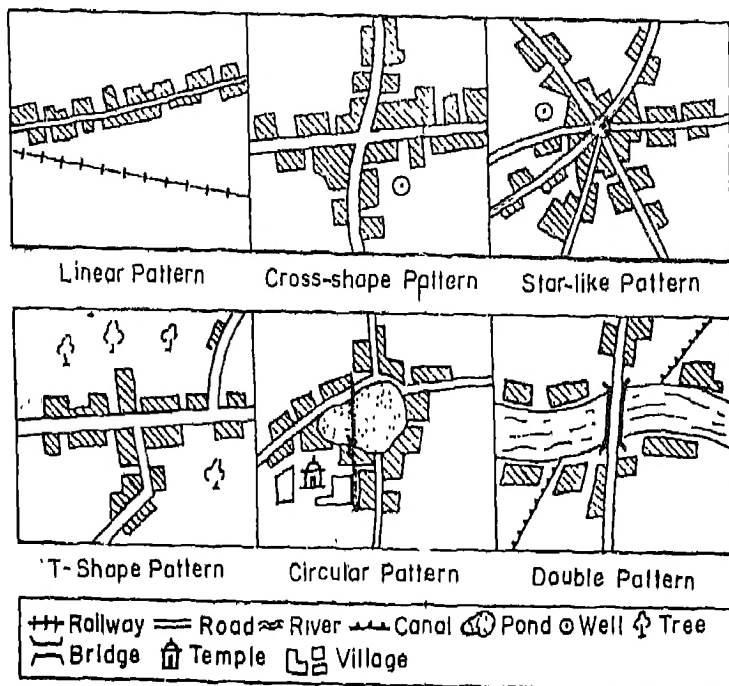 Linear Pattern
Cross-shape Pattern
Star-like Pattern
T-Shape Pattern
Circular Pattern
Double Pattern
Railway Road River Canal Pond Well Tree
Bridge Temple Village